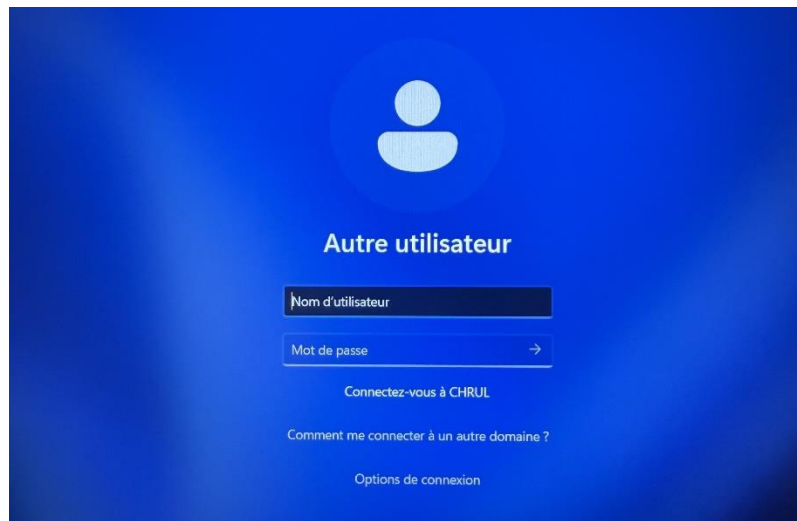 Autre utilisateur
Nom d'utilisateur
Mot de passe
Connectez-vous à CHRUL
Comment me connecter à un autre domaine ?
Options de connexion